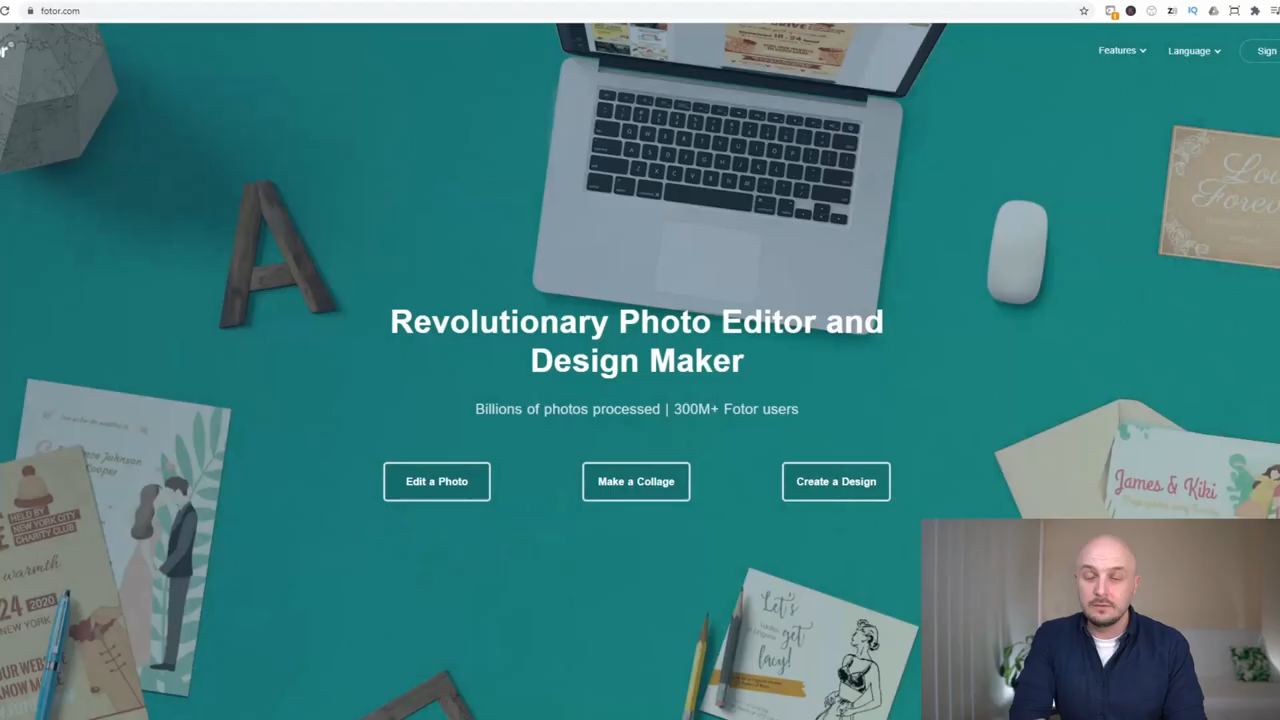 fotor.com
Features
Language
Sign
Revolutionary Photo Editor and
Design Maker
Billions of photos processed | 300M+ Fotor users
Edit a Photo
Make a Collage
Create a Design
HELD BY
NEW YORK CITY
CHARITY CLUB
warmth
24 2020
NEW YORK
James & Kiki
Let's
get
lacy!